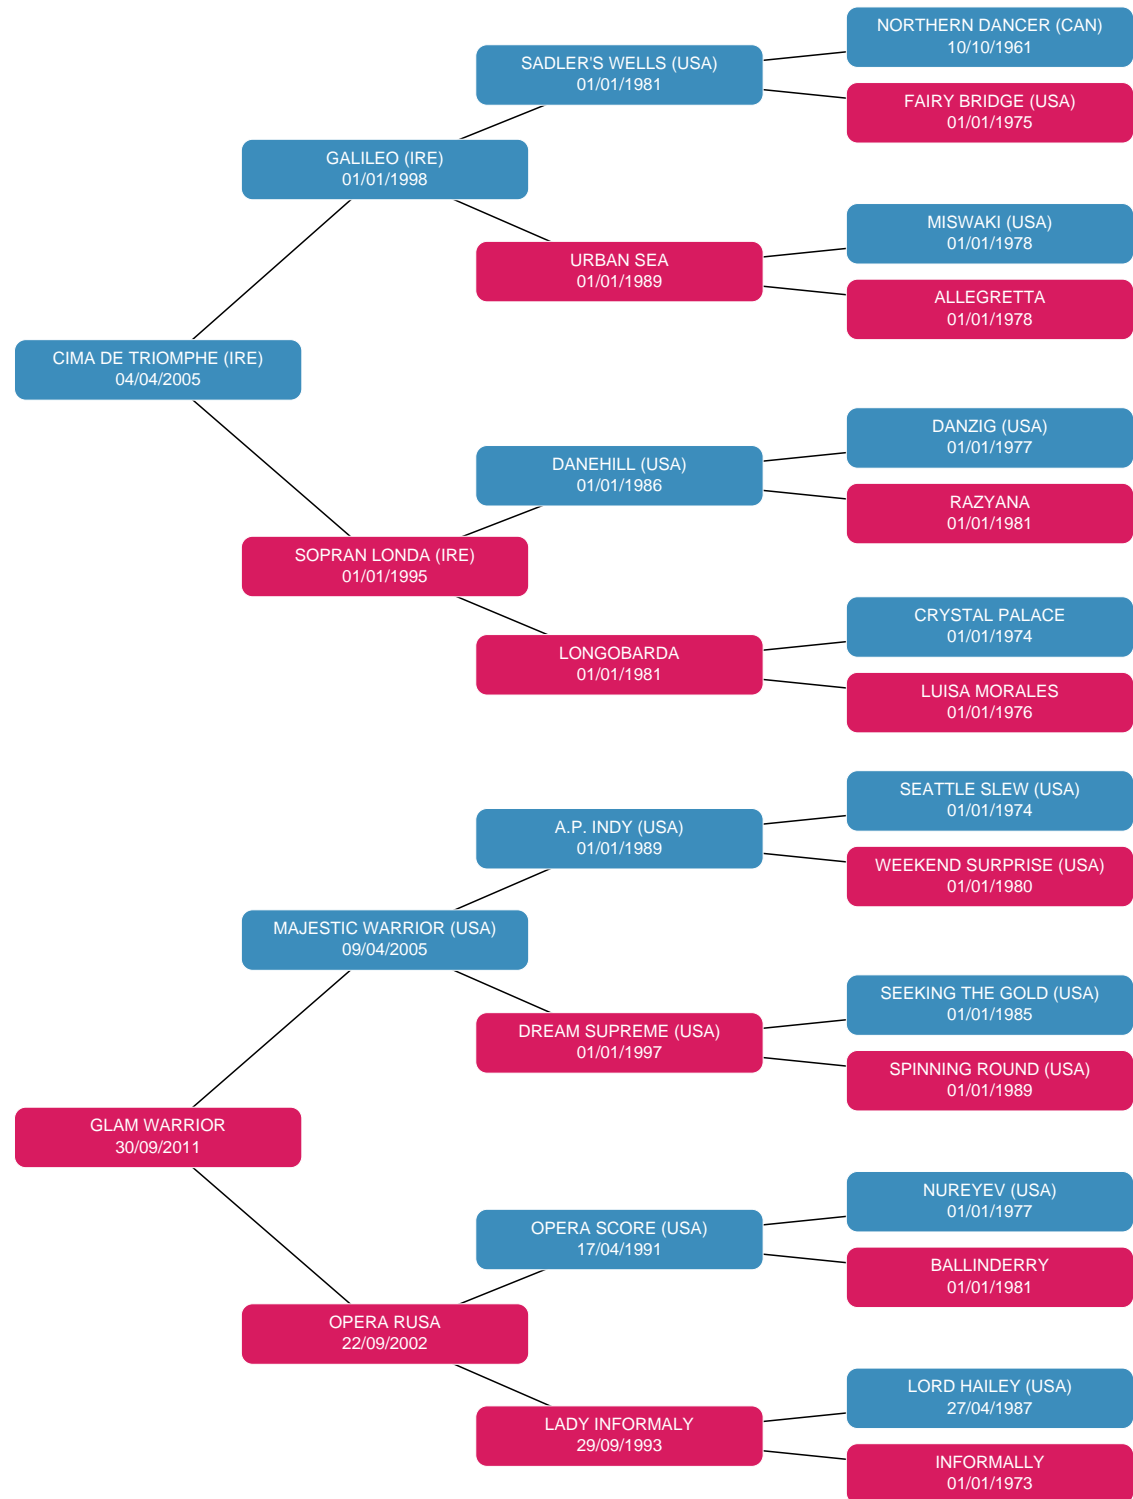 NORTHERN DANCER (CAN)
10/10/1961
SADLER'S WELLS (USA)
01/01/1981
FAIRY BRIDGE (USA)
01/01/1975
GALILEO (IRE)
01/01/1998
MISWAKI (USA)
01/01/1978
URBAN SEA
01/01/1989
ALLEGRETTA
01/01/1978
CIMA DE TRIOMPHE (IRE)
04/04/2005
DANZIG (USA)
01/01/1977
DANEHILL (USA)
01/01/1986
RAZYANA
01/01/1981
SOPRAN LONDA (IRE)
01/01/1995
CRYSTAL PALACE
01/01/1974
LONGOBARDA
01/01/1981
LUISA MORALES
01/01/1976
SEATTLE SLEW (USA)
01/01/1974
A.P. INDY (USA)
01/01/1989
WEEKEND SURPRISE (USA)
01/01/1980
MAJESTIC WARRIOR (USA)
09/04/2005
SEEKING THE GOLD (USA)
01/01/1985
DREAM SUPREME (USA)
01/01/1997
SPINNING ROUND (USA)
01/01/1989
GLAM WARRIOR
30/09/2011
NUREYEV (USA)
01/01/1977
OPERA SCORE (USA)
17/04/1991
BALLINDERRY
01/01/1981
OPERA RUSA
22/09/2002
LORD HAILEY (USA)
27/04/1987
LADY INFORMALY
29/09/1993
INFORMALLY
01/01/1973